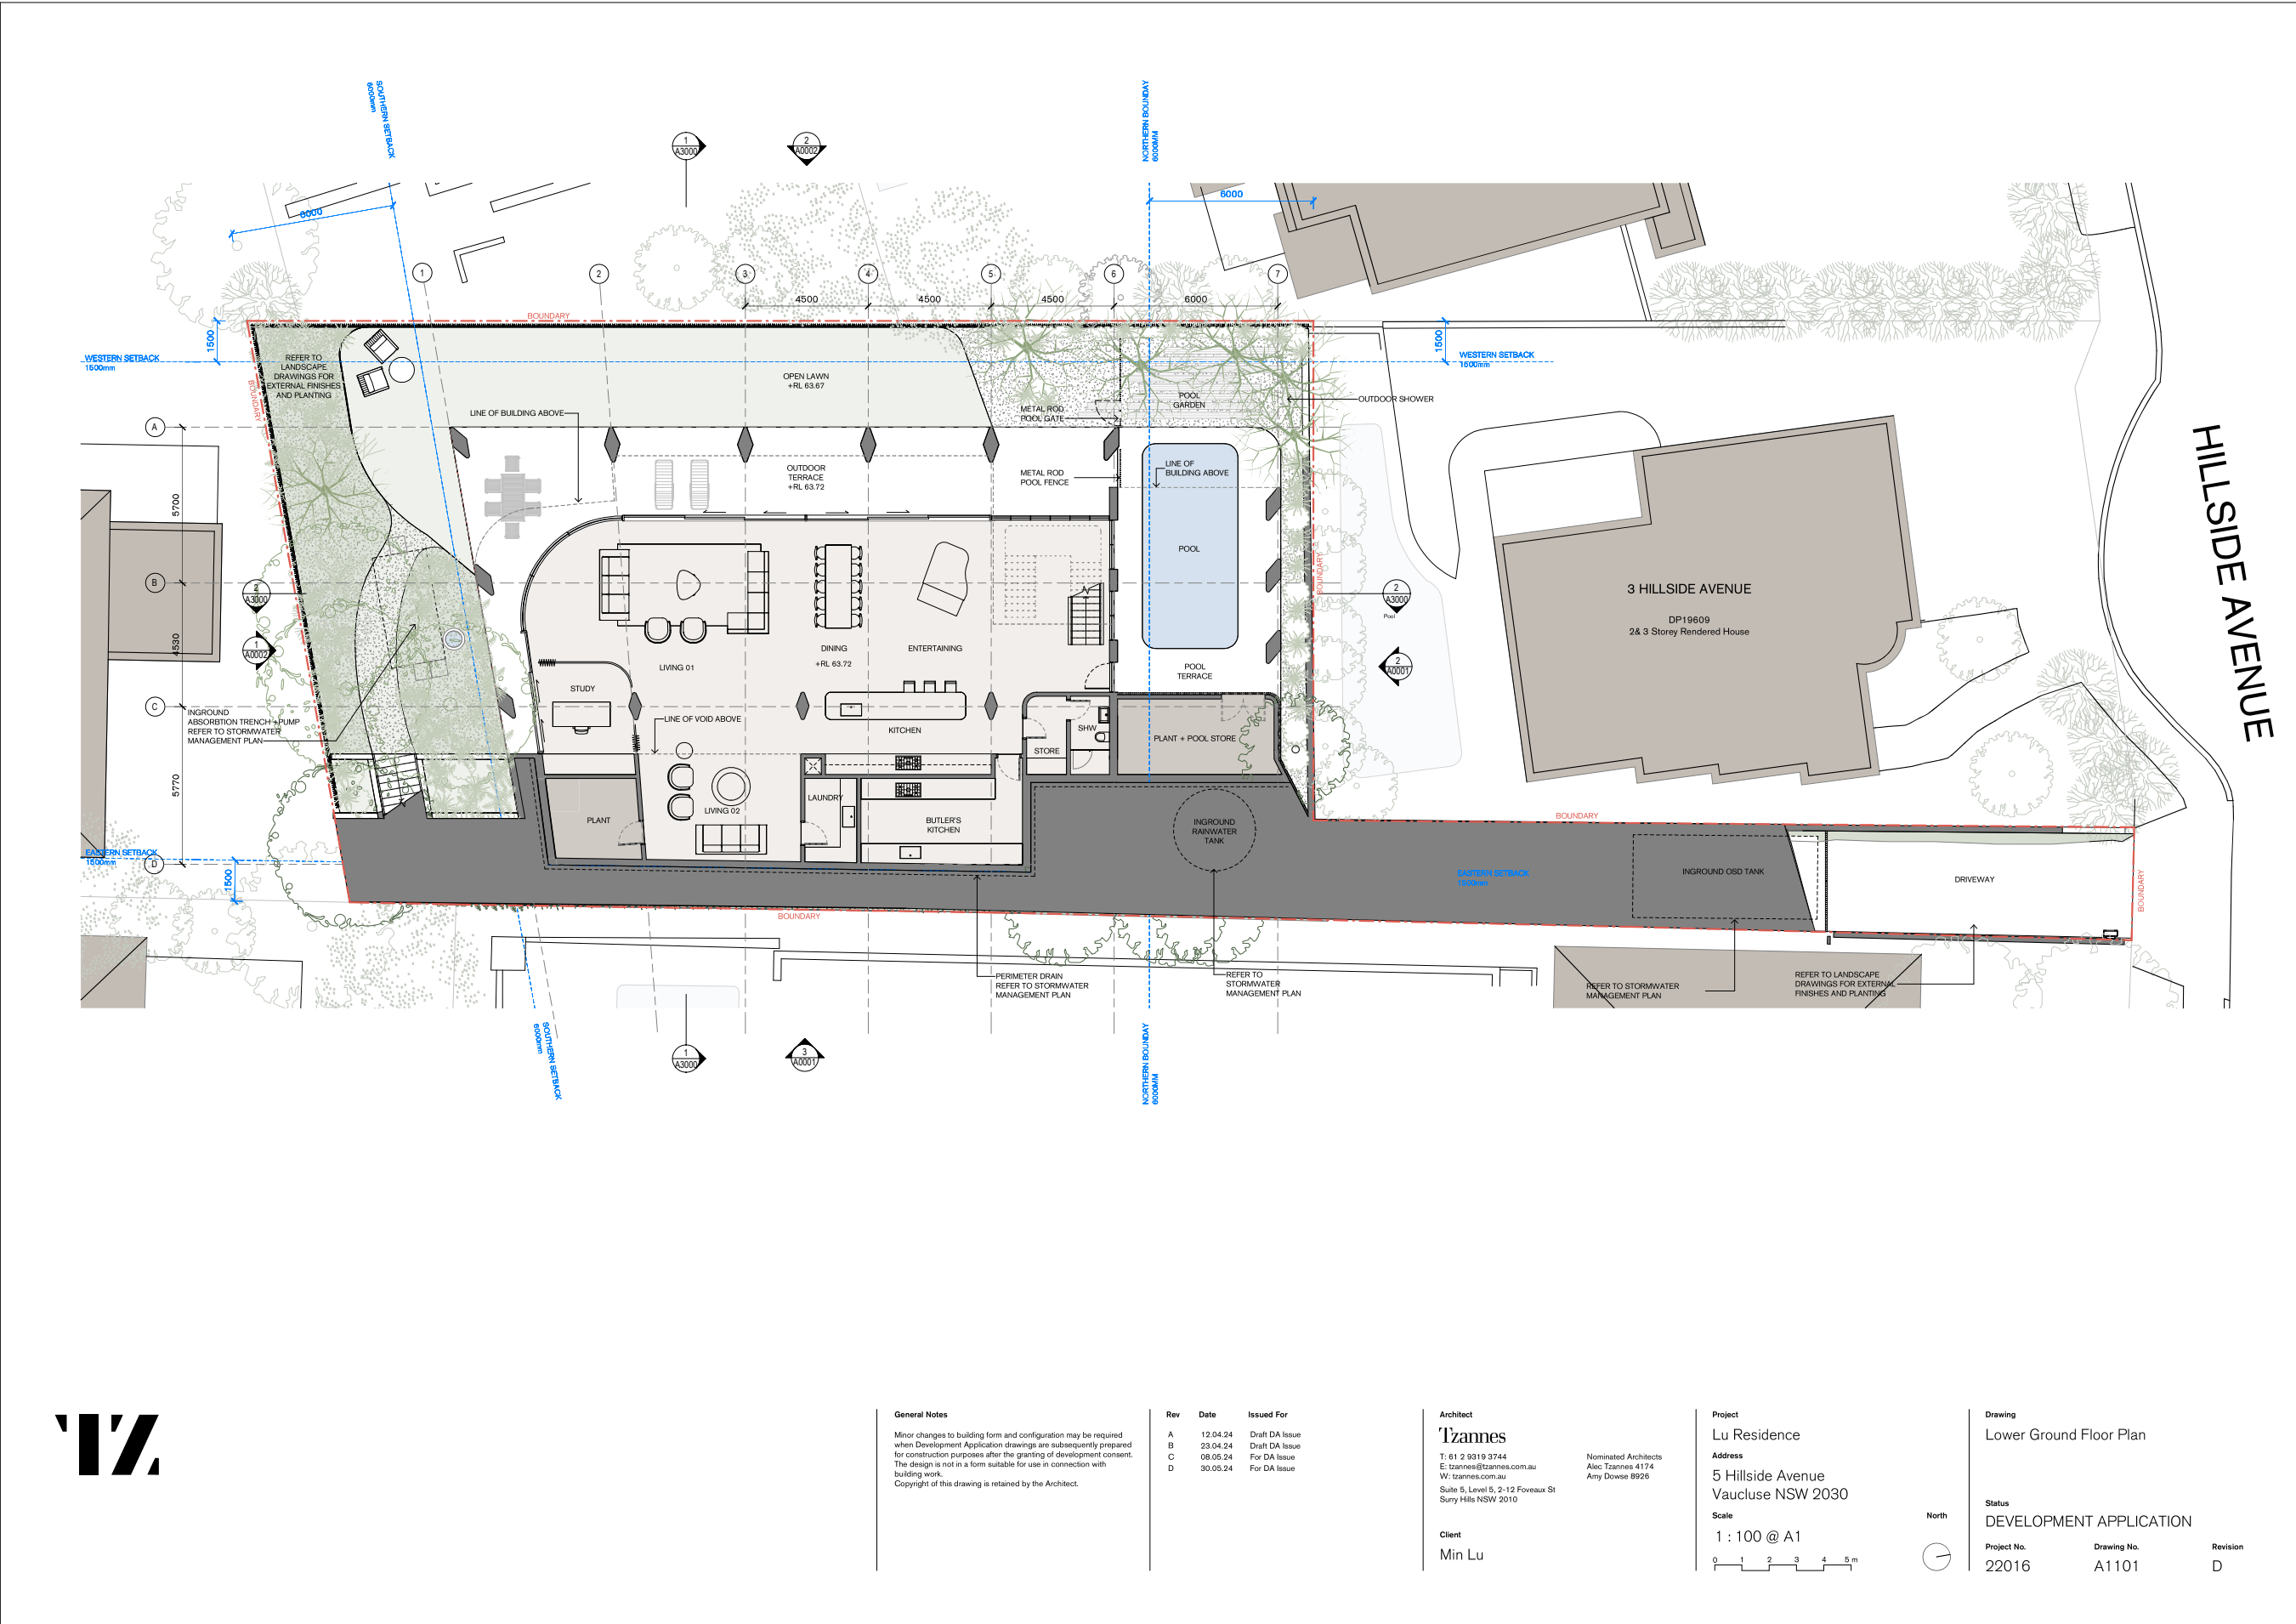 SOUTHERN SETBACK
6000mm
NORTHERN BOUNDAY
6000MM
1
A3000
2
A0002
6000
6000
1
2
3
4
5
6
7
4500
4500
4500
6000
BOUNDARY
1500
WESTERN SETBACK
1500mm
1500
WESTERN SETBACK
1500mm
REFER TO
LANDSCAPE
DRAWINGS FOR
EXTERNAL FINISHES
AND PLANTING
BOUNDARY
OPEN LAWN
+RL 63.67
LINE OF BUILDING ABOVE
METAL ROD
POOL GATE
POOL
GARDEN
OUTDOOR SHOWER
A
B
C
D
5700
4530
5770
OUTDOOR
TERRACE
+RL 63.72
METAL ROD
POOL FENCE
LINE OF
BUILDING ABOVE
POOL
BOUNDARY
HILLSIDE AVENUE
3 HILLSIDE AVENUE
DP19609
2& 3 Storey Rendered House
2
A3000
1
A0002
2
A3000
Pool
2
A0001
LIVING 01
DINING
+RL 63.72
ENTERTAINING
POOL
TERRACE
STUDY
INGROUND
ABSORBTION TRENCH +PUMP
REFER TO STORMWATER
MANAGEMENT PLAN
LINE OF VOID ABOVE
KITCHEN
STORE
SHW
PLANT + POOL STORE
PLANT
LIVING 02
LAUNDRY
BUTLER'S
KITCHEN
INGROUND
RAINWATER
TANK
BOUNDARY
EASTERN SETBACK
1500mm
1500
EASTERN SETBACK
1500mm
INGROUND OSD TANK
DRIVEWAY
BOUNDARY
BOUNDARY
PERIMETER DRAIN
REFER TO STORMWATER
MANAGEMENT PLAN
REFER TO
STORMWATER
MANAGEMENT PLAN
REFER TO STORMWATER
MANAGEMENT PLAN
REFER TO LANDSCAPE
DRAWINGS FOR EXTERNAL
FINISHES AND PLANTING
SOUTHERN SETBACK
6000mm
1
A3000
3
A0001
NORTHERN BOUNDAY
6000MM
TZ
General Notes
Minor changes to building form and configuration may be required
when Development Application drawings are subsequently prepared
for construction purposes after the granting of development consent.
The design is not in a form suitable for use in connection with
building work.
Copyright of this drawing is retained by the Architect.
Rev Date Issued For
A 12.04.24 Draft DA Issue
B 23.04.24 Draft DA Issue
C 08.05.24 For DA Issue
D 30.05.24 For DA Issue
Architect
Tzannes
T: 61 2 9319 3744
E: tzannes@tzannes.com.au
W: tzannes.com.au
Suite 5, Level 5, 2-12 Foveaux St
Surry Hills NSW 2010
Nominated Architects
Alec Tzannes 4174
Amy Dowse 8926
Client
Min Lu
Project
Lu Residence
Address
5 Hillside Avenue
Vaucluse NSW 2030
Scale
North
1 : 100 @ A1
0 1 2 3 4 5 m
Drawing
Lower Ground Floor Plan
Status
DEVELOPMENT APPLICATION
Project No. Drawing No. Revision
22016 A1101 D